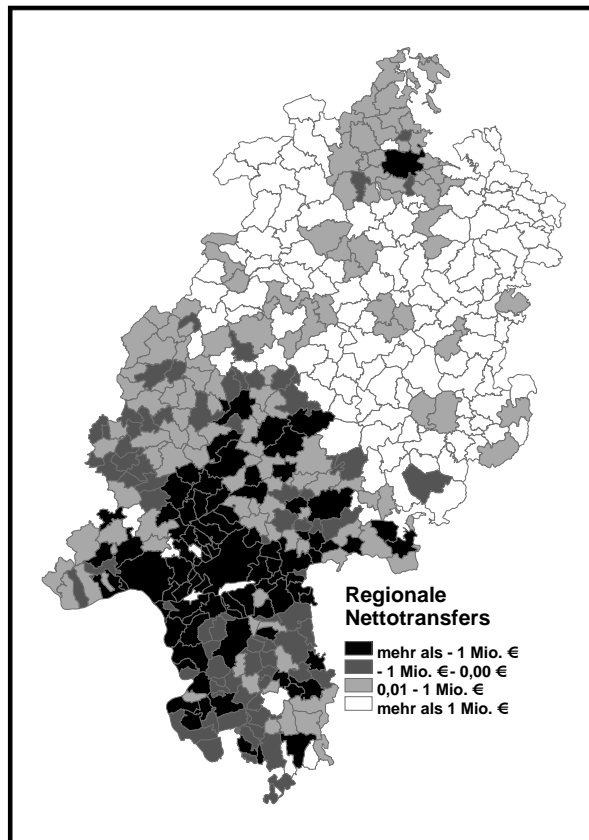 Regionale
Nettotransfers
mehr als - 1 Mio. €
- 1 Mio. €- 0,00 €
0,01 - 1 Mio. €
mehr als 1 Mio. €